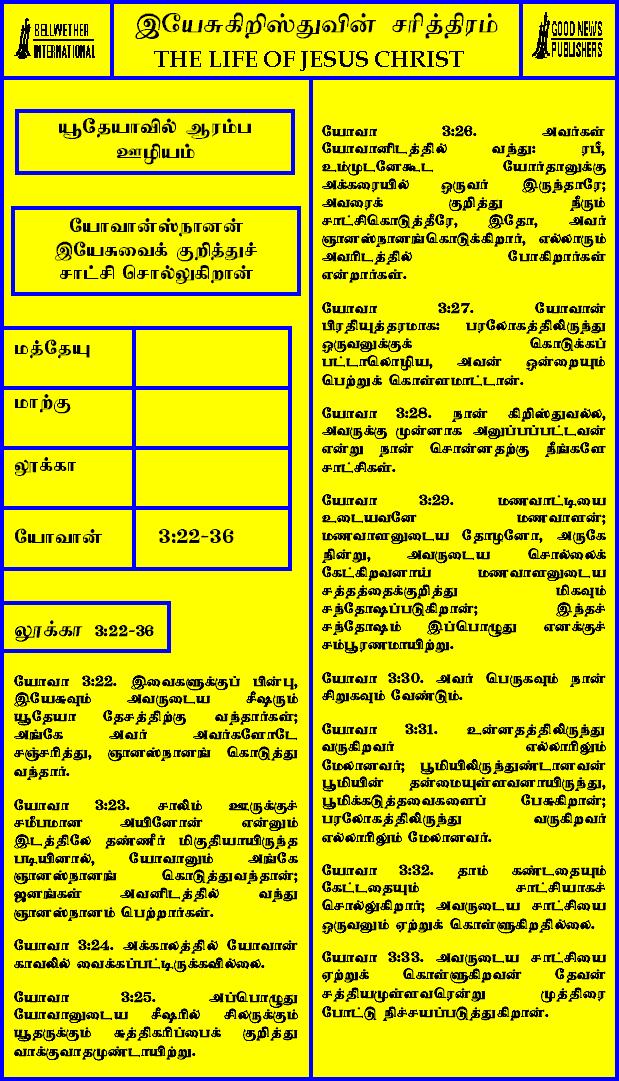 BELLWETHER
INTERNATIONAL
இயேசுகிறிஸ்துவின் சரித்திரம்
THE LIFE OF JESUS CHRIST
GOOD NEWS
PUBLISHERS
யூதேயாவில் ஆரம்ப
ஊழியம்
யோவான்ஸ்நானன்
இயேசுவைக் குறித்துச்
சாட்சி சொல்லுகிறான்
மத்தேயு
மாற்கு
லூக்கா
யோவான் 3:22-36
லூக்கா 3:22-36
யோவா 3:22. இவைகளுக்குப் பின்பு,
இயேசுவும் அவருடைய சீஷரும்
யூதேயா தேசத்திற்கு வந்தார்கள்;
அங்கே அவர் அவர்களோடே
சஞ்சரித்து, ஞானஸ்நானங் கொடுத்து
வந்தார்.
யோவா 3:23. சாலிம் ஊருக்குச்
சமீபமான அயினோன் என்னும்
இடத்திலே தண்ணீர் மிகுதியாயிருந்த
படியினால், யோவானும் அங்கே
ஞானஸ்நானங் கொடுத்துவந்தான்;
ஜனங்கள் அவனிடத்தில் வந்து
ஞானஸ்நானம் பெற்றார்கள்.
யோவா 3:24. அக்காலத்தில் யோவான்
காவலில் வைக்கப்பட்டிருக்கவில்லை.
யோவா 3:25. அப்பொழுது
யோவானுடைய சீஷரில் சிலருக்கும்
யூதருக்கும் சுத்திகரிப்பைக் குறித்து
வாக்குவாதமுண்டாயிற்று.
யோவா 3:26. அவர்கள்
யோவானிடத்தில் வந்து: ரபீ,
உம்முடனேகூட யோர்தானுக்கு
அக்கரையில் ஒருவர் இருந்தாரே;
அவரைக் குறித்து நீரும்
சாட்சிகொடுத்தீரே, இதோ, அவர்
ஞானஸ்நானங்கொடுக்கிறார், எல்லாரும்
அவரிடத்தில் போகிறார்கள்
என்றார்கள்.
யோவா 3:27. யோவான்
பிரதியுத்தரமாக: பரலோகத்திலிருந்து
ஒருவனுக்குக் கொடுக்கப்
பட்டாலொழிய, அவன் ஒன்றையும்
பெற்றுக் கொள்ளமாட்டான்.
யோவா 3:28. நான் கிறிஸ்துவல்ல,
அவருக்கு முன்னாக அனுப்பப்பட்டவன்
என்று நான் சொன்னதற்கு நீங்களே
சாட்சிகள்.
யோவா 3:29. மணவாட்டியை
உடையவனே மணவாளன்;
மணவாளனுடைய தோழனோ, அருகே
நின்று, அவருடைய சொல்லைக்
கேட்கிறவனாய் மணவாளனுடைய
சத்தத்தைக்குறித்து மிகவும்
சந்தோஷப்படுகிறான்; இந்தச்
சந்தோஷம் இப்பொழுது எனக்குச்
சம்பூரணமாயிற்று.
யோவா 3:30. அவர் பெருகவும் நான்
சிறுகவும் வேண்டும்.
யோவா 3:31. உன்னதத்திலிருந்து
வருகிறவர் எல்லாரிலும்
மேலானவர்; பூமியிலிருந்துண்டானவன்
பூமியின் தன்மையுள்ளவனாயிருந்து,
பூமிக்கடுத்தவைகளைப் பேசுகிறான்;
பரலோகத்திலிருந்து வருகிறவர்
எல்லாரிலும் மேலானவர்.
யோவா 3:32. தாம் கண்டதையும்
கேட்டதையும் சாட்சியாகச்
சொல்லுகிறார்; அவருடைய சாட்சியை
ஒருவனும் ஏற்றுக் கொள்ளுகிறதில்லை.
யோவா 3:33. அவருடைய சாட்சியை
ஏற்றுக் கொள்ளுகிறவன் தேவன்
சத்தியமுள்ளவரென்று முத்திரை
போட்டு நிச்சயப்படுத்துகிறான்.